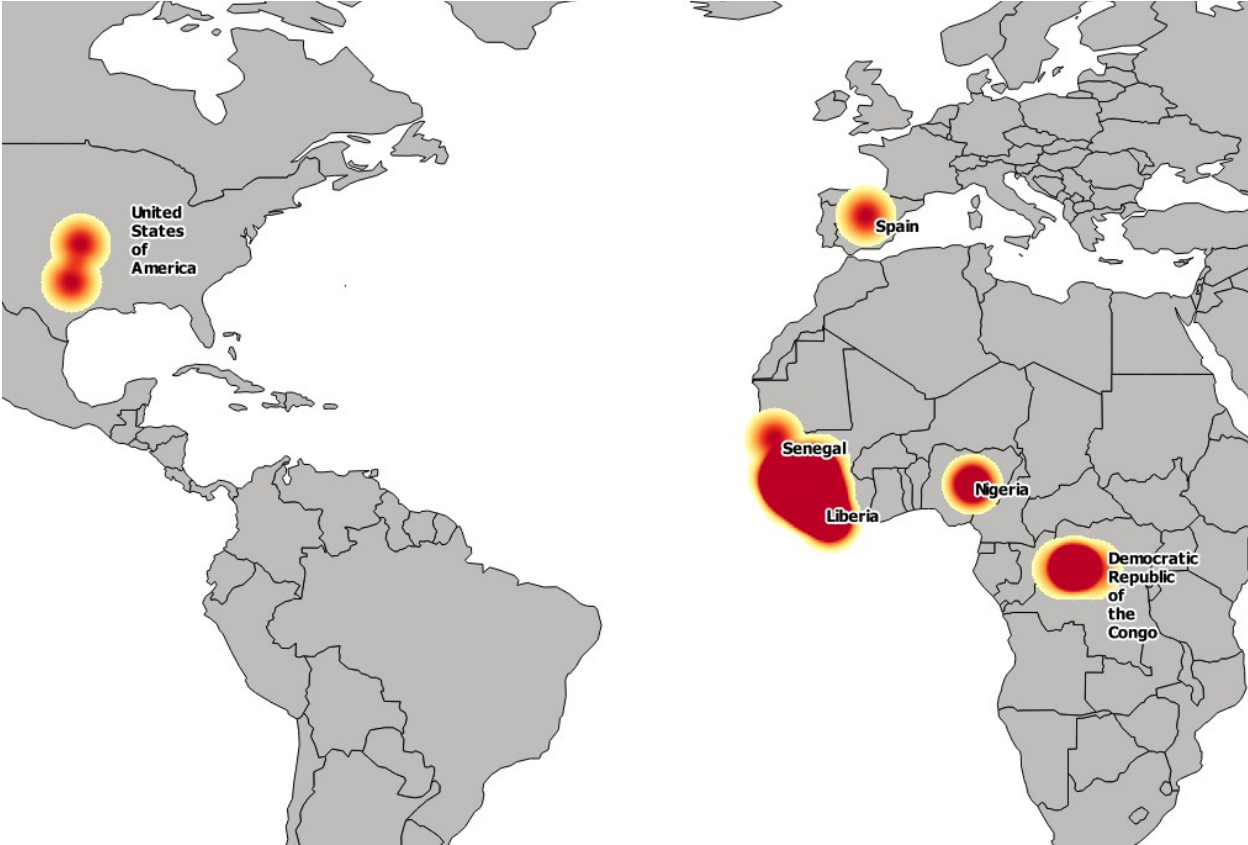 United
States
of
America
Spain
Senegal
Nigeria
Liberia
Democratic
Republic
of
the
Congo